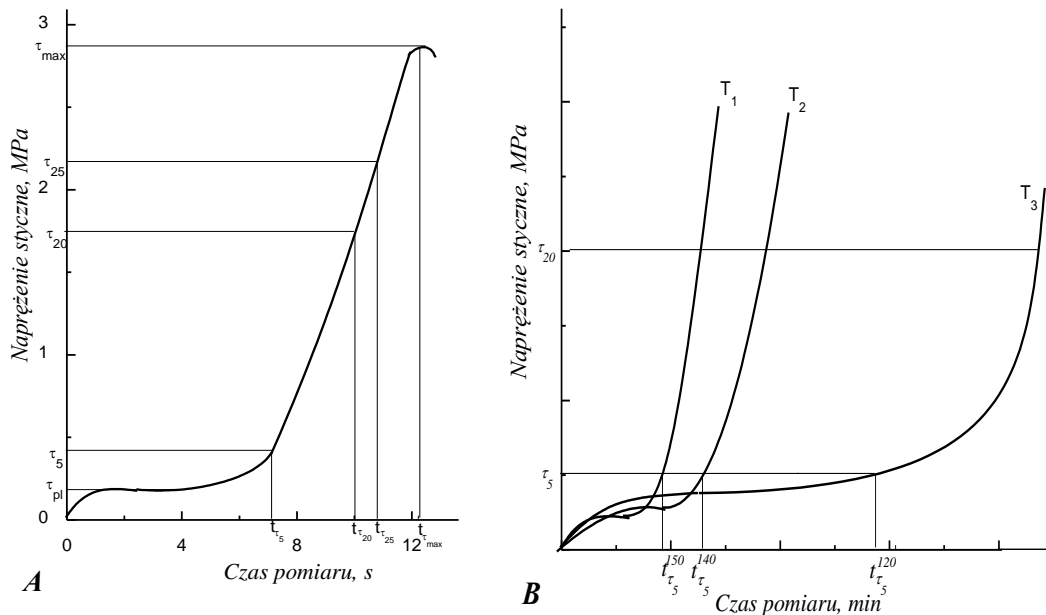 3
τmax
τ25
2
τ20
1
τ5
τpl
0
Naprężenie styczne, MPa
tτ5
tτ20
tτ25
tτmax
0
4
8
12
Czas pomiaru, s
A
T1
T2
T3
τ20
τ5
Naprężenie styczne, MPa
t150τ5
t140τ5
t120τ5
Czas pomiaru, min
B